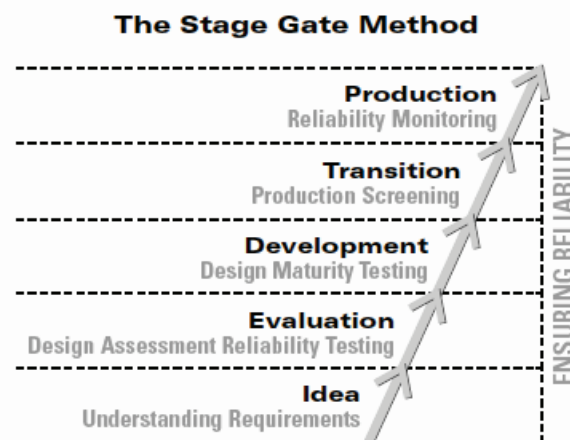 The Stage Gate Method
Production
Reliability Monitoring
Transition
Production Screening
Development
Design Maturity Testing
Evaluation
Design Assessment Reliability Testing
Idea
Understanding Requirements
ENSURING RELIABILITY